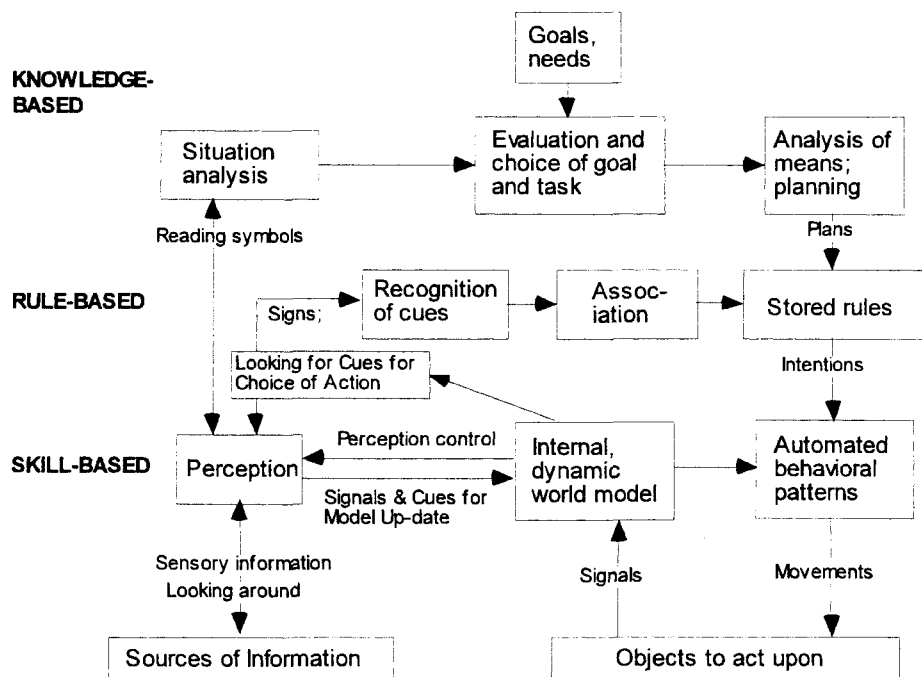 Goals,
needs
KNOWLEDGE-
BASED
Situation
analysis
Evaluation and
choice of goal
and task
Analysis of
means;
planning
Reading symbols
Plans
RULE-BASED
Signs;
Recognition
of cues
Assoc-
iation
Stored rules
Looking for Cues for
Choice of Action
Intentions
SKILL-BASED
Perception
Perception control
Signals & Cues for
Model Up-date
Internal,
dynamic
world model
Automated
behavioral
patterns
Sensory information
Looking around
Signals
Movements
Sources of Information
Objects to act upon